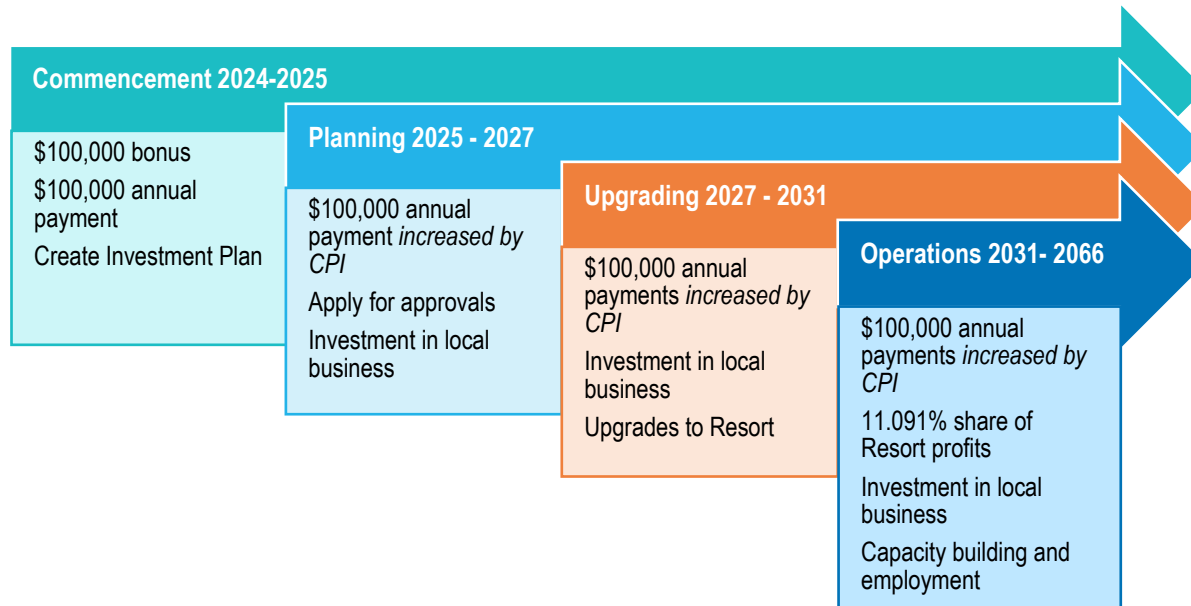 Commencement 2024-2025
$100,000 bonus
$100,000 annual
payment
Create Investment Plan
Planning 2025 - 2027
$100,000 annual
payment increased by
CPI
Apply for approvals
Investment in local
business
Upgrading 2027 - 2031
$100,000 annual
payments increased by
CPI
Investment in local
business
Upgrades to Resort
Operations 2031- 2066
$100,000 annual
payments increased by
CPI
11.091% share of
Resort profits
Investment in local
business
Capacity building and
employment